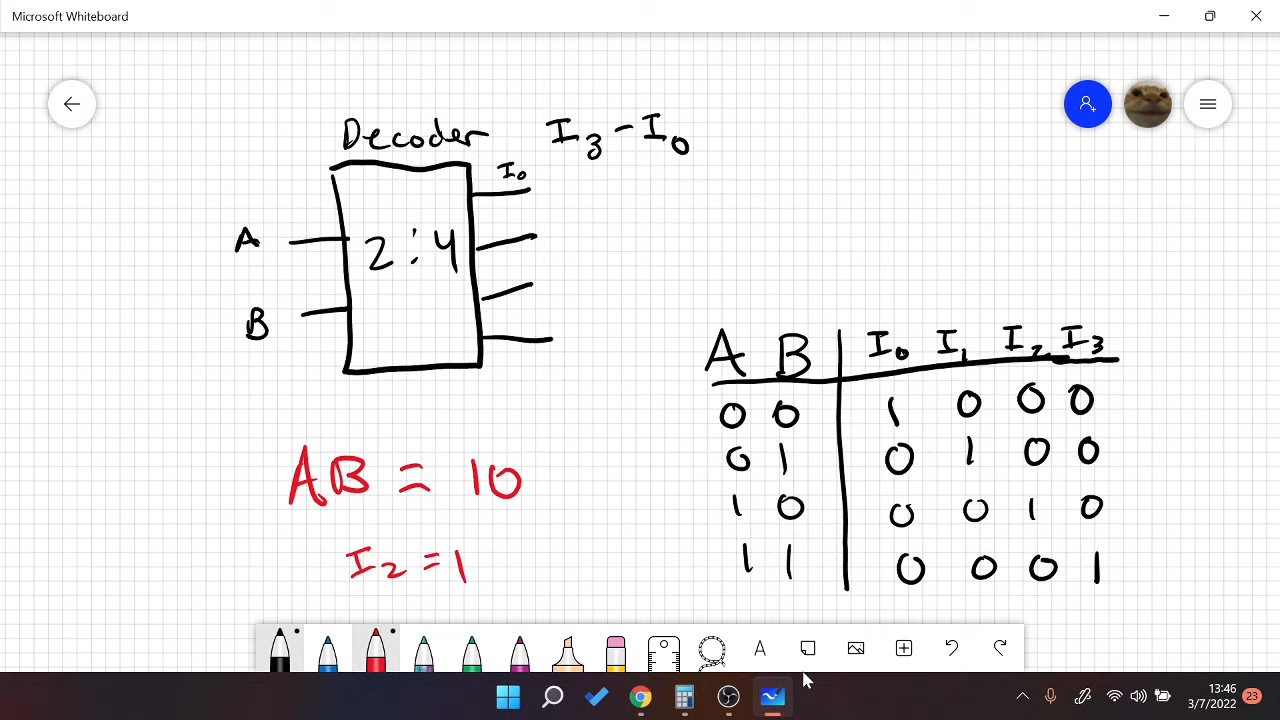 Microsoft Whiteboard
Decoder I3 - I0
I0
A
2:4
B
A B I0 I1 I2 I3
0 0 1 0 0 0
0 1 0 1 0 0
1 0 0 0 1 0
1 1 0 0 0 1
AB = 10
I2 = 1
A
13:46
3/7/2022
23